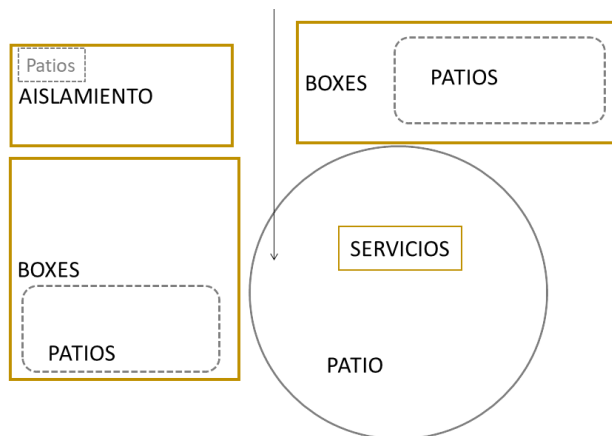 Patios
AISLAMIENTO
BOXES
PATIOS
SERVICIOS
BOXES
PATIOS
PATIO